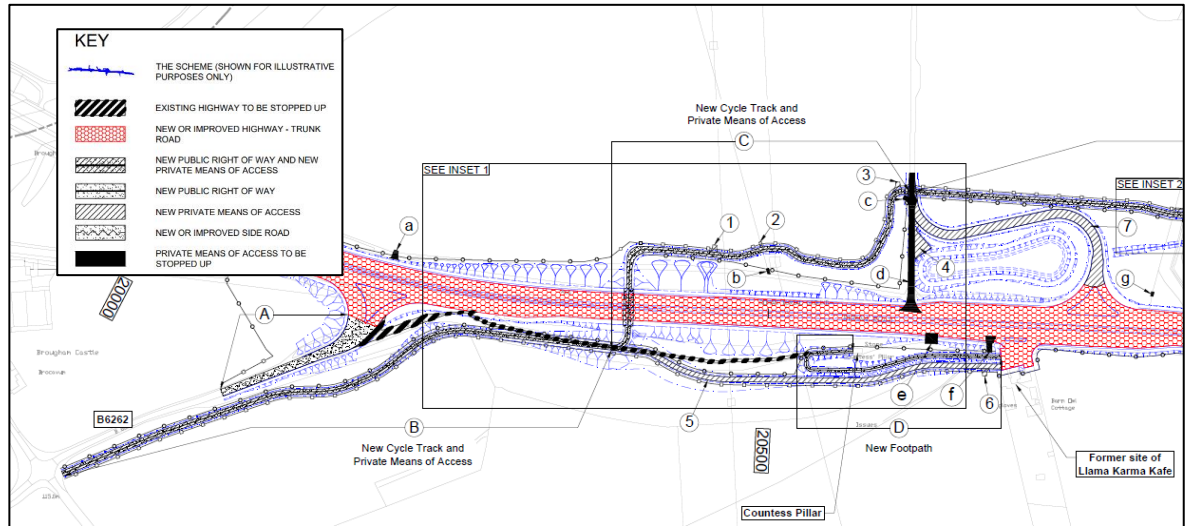 KEY
THE SCHEME (SHOWN FOR ILLUSTRATIVE
PURPOSES ONLY)
EXISTING HIGHWAY TO BE STOPPED UP
NEW OR IMPROVED HIGHWAY - TRUNK
ROAD
NEW PUBLIC RIGHT OF WAY AND NEW
PRIVATE MEANS OF ACCESS
NEW PUBLIC RIGHT OF WAY
NEW PRIVATE MEANS OF ACCESS
NEW OR IMPROVED SIDE ROAD
PRIVATE MEANS OF ACCESS TO BE
STOPPED UP
New Cycle Track and
Private Means of Access
C
SEE INSET 1
SEE INSET 2
3
c
1
2
7
a
b
d
4
g
20000
A
Brougham Castle
B6262
B
New Cycle Track and
Private Means of Access
5
20500
e
f
6
D
New Footpath
Cottage
Former site of
Llama Karma Kafe
Countess Pillar